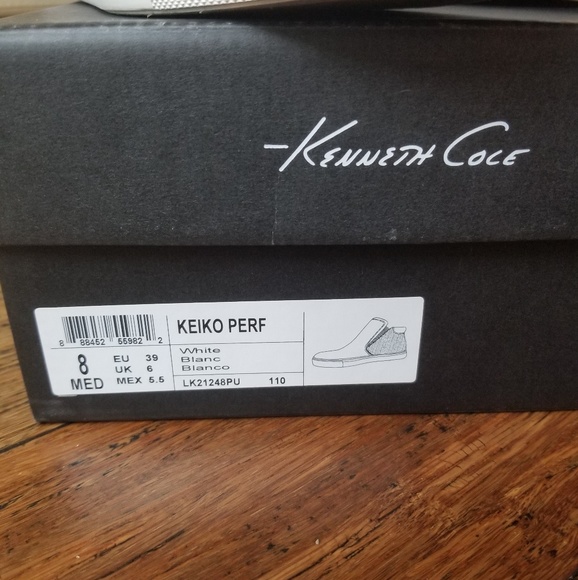 -KENNETH COLE
8 88452 55982 2
8
MED
EU 39
UK 6
MEX 5.5
KEIKO PERF
White
Blanc
Blanco
LK21248PU 110